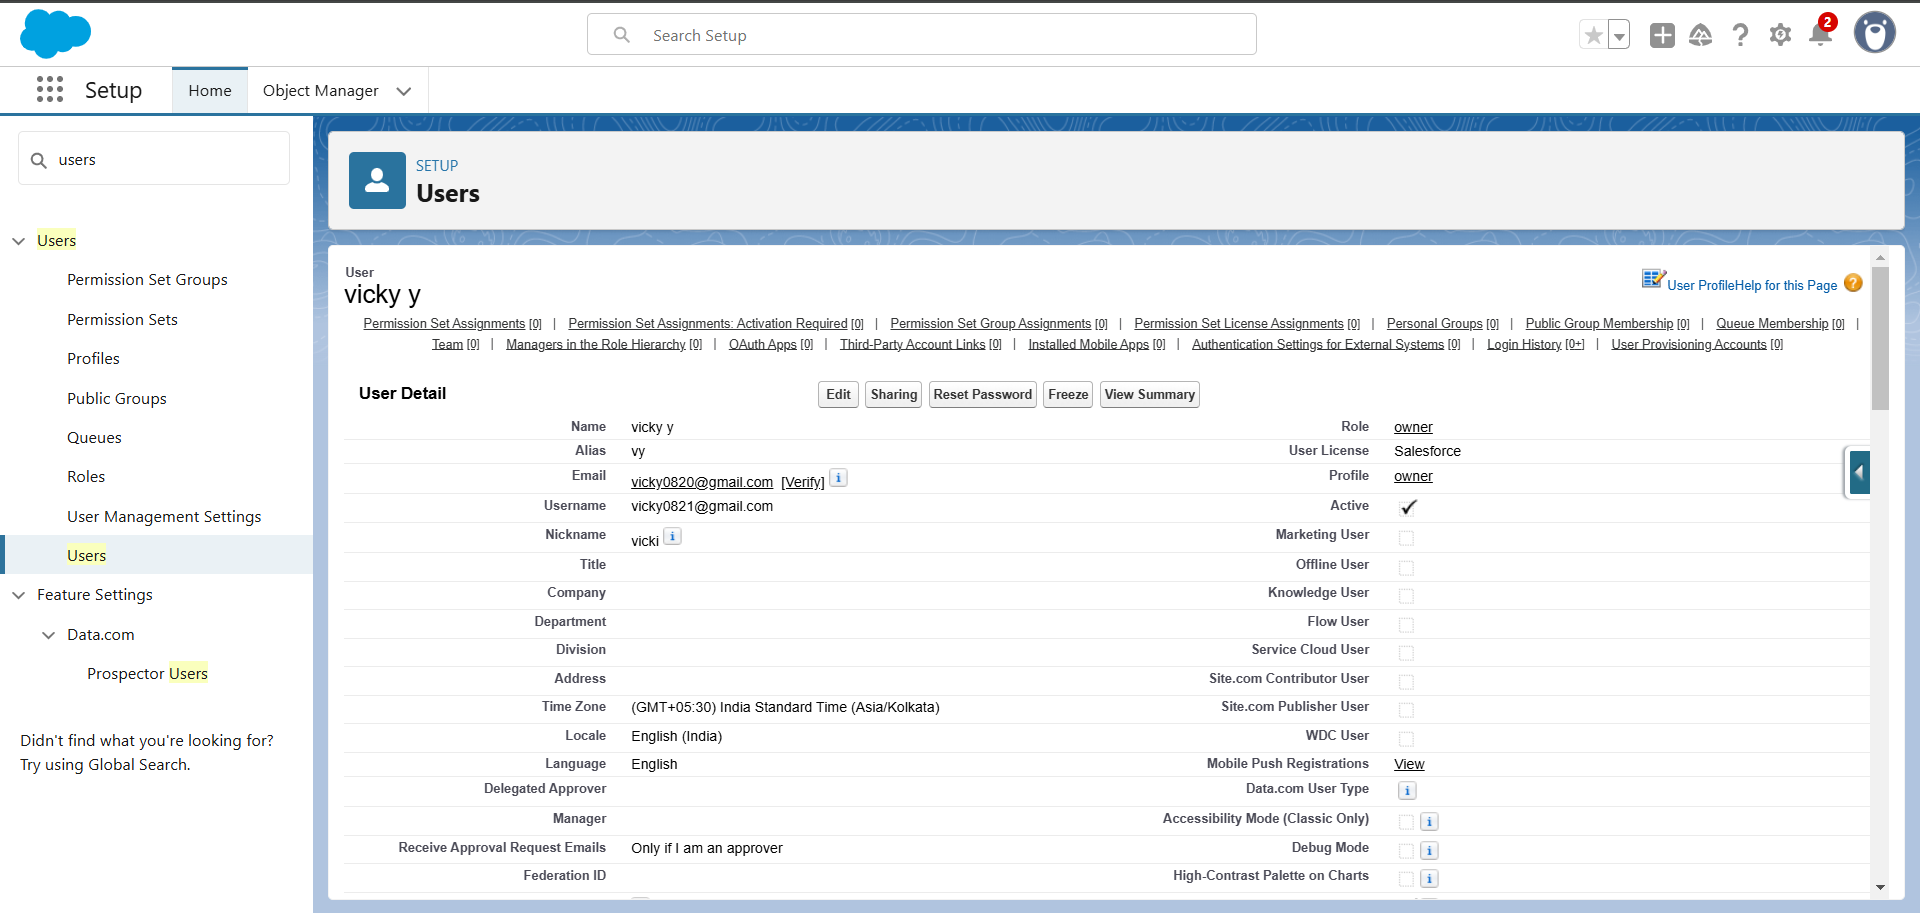 Search Setup
2
Setup
Home
Object Manager
users
Users
Permission Set Groups
Permission Sets
Profiles
Public Groups
Queues
Roles
User Management Settings
Users
Feature Settings
Data.com
Prospector Users
Didn't find what you're looking for?
Try using Global Search.
SETUP
Users
User
vicky y
User Profile Help for this Page ?
Permission Set Assignments [0] | Permission Set Assignments: Activation Required [0] | Permission Set Group Assignments [0] | Permission Set License Assignments [0] | Personal Groups [0] | Public Group Membership [0] | Queue Membership [0] |
Team [0] | Managers in the Role Hierarchy [0] | OAuth Apps [0] | Third-Party Account Links [0] | Installed Mobile Apps [0] | Authentication Settings for External Systems [0] | Login History [0+] | User Provisioning Accounts [0]
User Detail
Edit Sharing Reset Password Freeze View Summary
Name vicky y Role owner
Alias vy User License Salesforce
Email vicky0820@gmail.com [Verify] i Profile owner
Username vicky0821@gmail.com Active
Nickname vicki i Marketing User
Title Offline User
Company Knowledge User
Department Flow User
Division Service Cloud User
Address Site.com Contributor User
Time Zone (GMT+05:30) India Standard Time (Asia/Kolkata) Site.com Publisher User
Locale English (India) WDC User
Language English Mobile Push Registrations View
Delegated Approver Data.com User Type i
Manager Accessibility Mode (Classic Only) i
Receive Approval Request Emails Only if I am an approver Debug Mode i
Federation ID High-Contrast Palette on Charts i